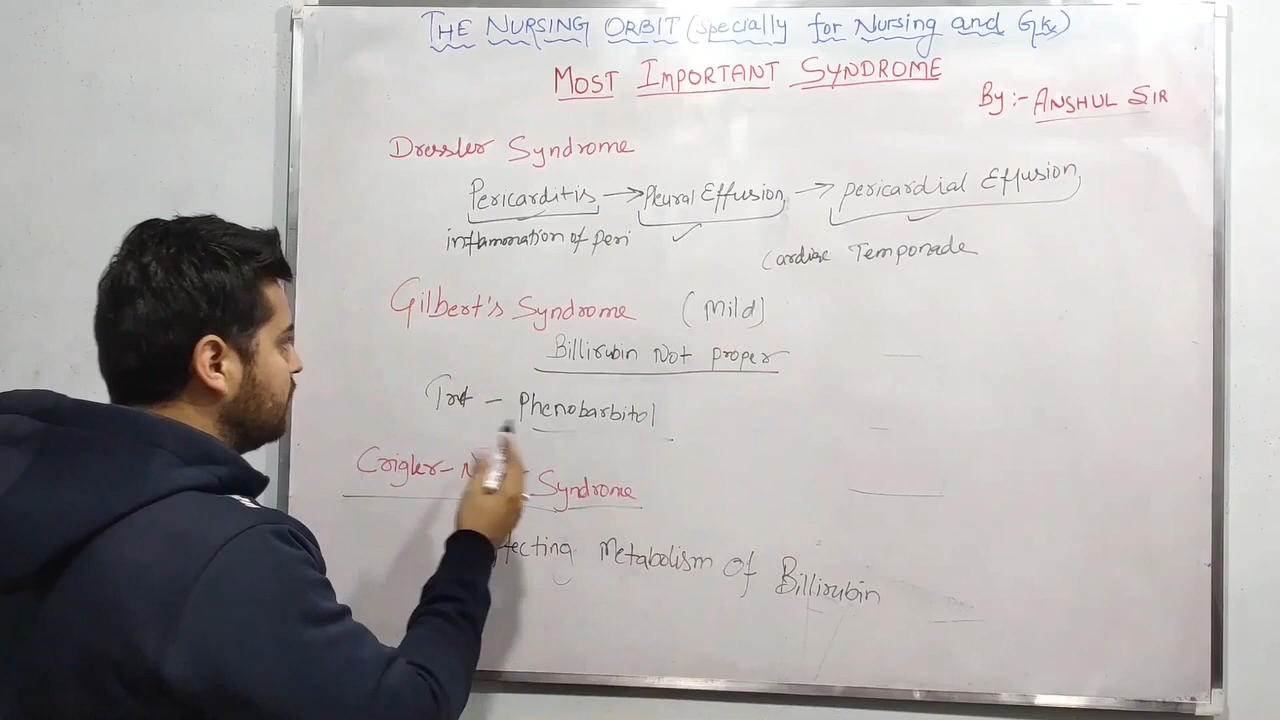 THE NURSING ORBIT (specially for Nursing and GK)
MOST IMPORTANT SYNDROME
By :- ANSHUL SIR
Dressler Syndrome
Pericarditis → Pleural Effusion → pericardial Effusion
inflammation of Peri
Cardiac Temponade
Gilbert's Syndrome (Mild)
Billirubin Not proper
Trt - Phenobarbitol
Crigler- Syndrome
Metabolism Of Billirubin